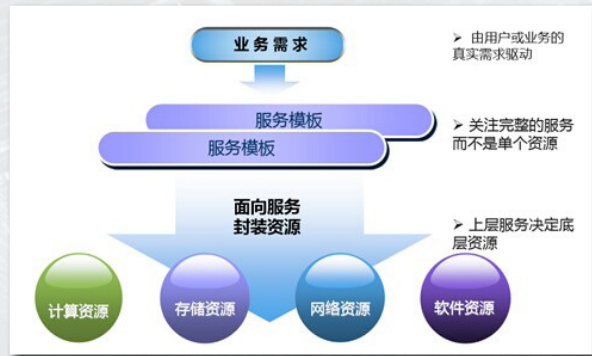 业务需求
➢ 由用户或业务的
真实需求驱动
服务模板
服务模板
➢ 关注完整的服务
而不是单个资源
面向服务
封装资源
➢ 上层服务决定底
层资源
计算资源
存储资源
网络资源
软件资源